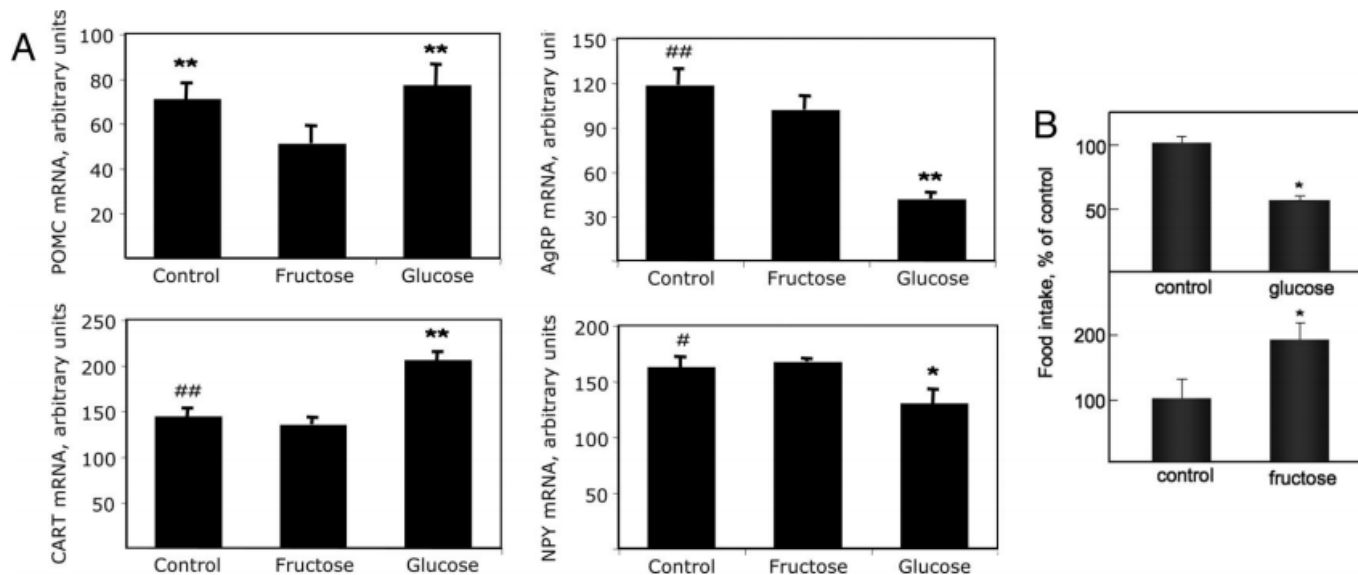 A
POMC mRNA, arbitrary units
100
80
60
40
20
**
**
Control Fructose Glucose
AgRP mRNA, arbitrary uni
150
120
90
60
30
##
**
Control Fructose Glucose
CART mRNA, arbitrary units
250
200
150
100
50
##
**
Control Fructose Glucose
NPY mRNA, arbitrary units
200
150
100
50
#
*
Control Fructose Glucose
B
Food intake, % of control
100
50
*
control glucose
100
*
control fructose